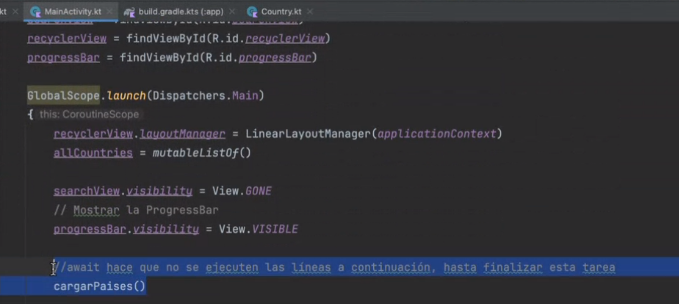 kt × MainActivity.kt × build.gradle.kts (:app) × Country.kt ×
searchView = findViewById(R.id.searchView)
recyclerView = findViewById(R.id.recyclerView)
progressBar = findViewById(R.id.progressBar)
GlobalScope.launch(Dispatchers.Main)
{ this: CoroutineScope
recyclerView.layoutManager = LinearLayoutManager(applicationContext)
allCountries = mutableListOf()
searchView.visibility = View.GONE
// Mostrar la ProgressBar
progressBar.visibility = View.VISIBLE
//await hace que no se ejecuten las lineas a continuación, hasta finalizar esta tarea
cargarPaises()